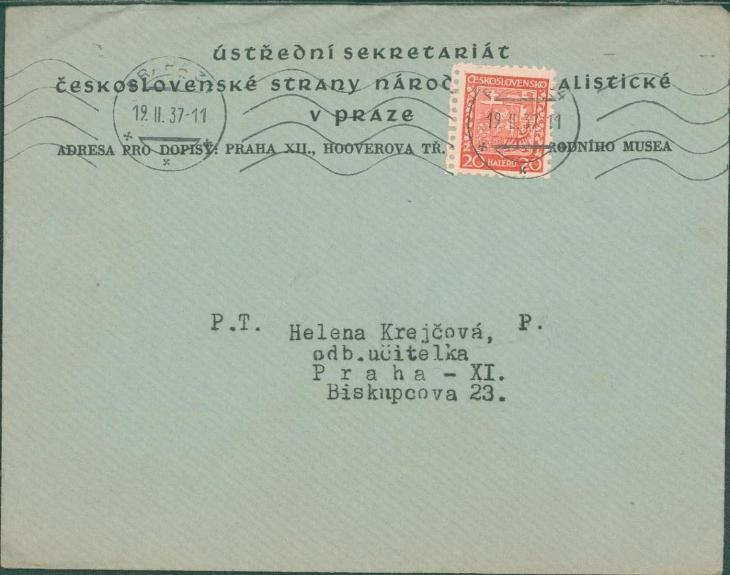 ústřední sekretariát
československé strany národ alistické
v praze
ADRESA PRO DOPISY: PRAHA XII., HOOVEROVA TŘ. RODNÍHO MUSEA
19. II. 37-11
ČESKOSLOVENSKO
19. II. 37-11
20 HALÉŘŮ 20
P.T. Helena Krejčová, P.
odb.učitelka
Praha - XI.
Biskupcova 23.